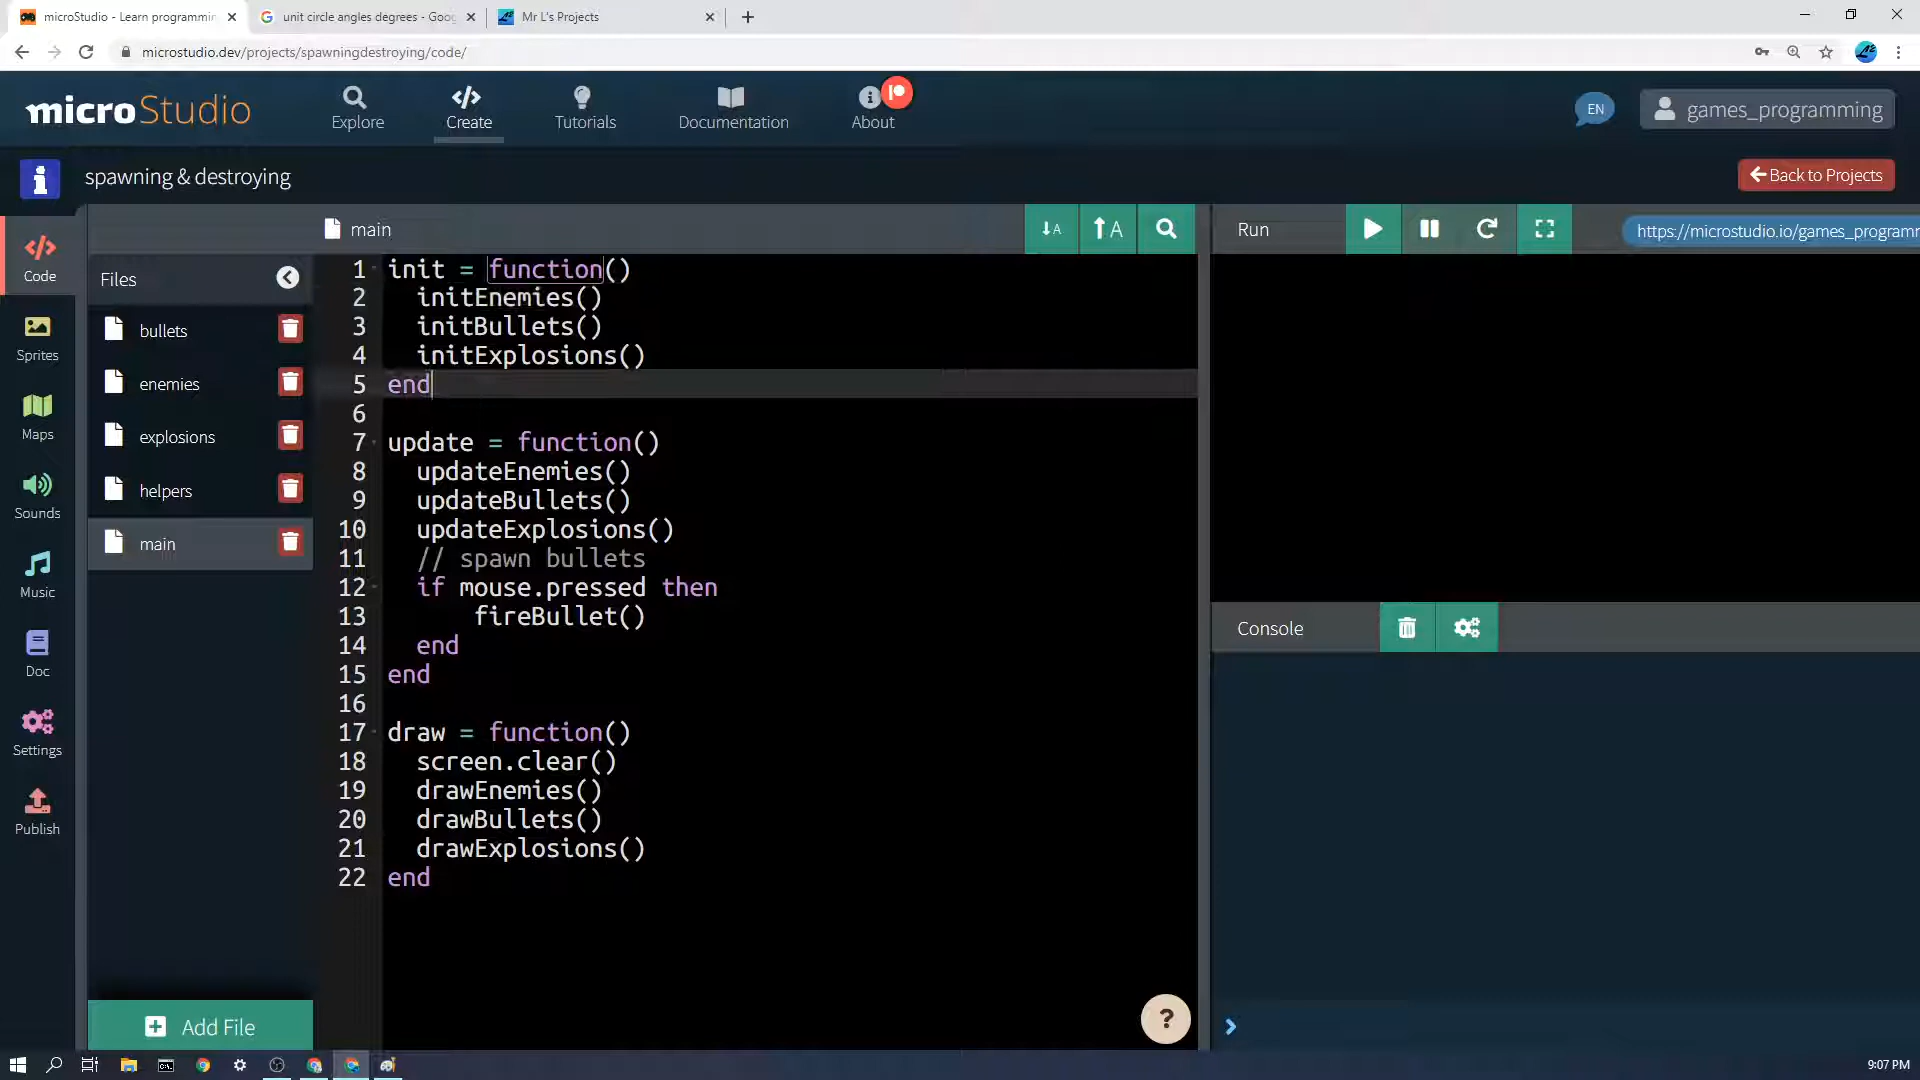 microStudio - Learn programmin
unit circle angles degrees - Goog
Mr L's Projects
microstudio.dev/projects/spawningdestroying/code/
microStudio
Explore
Create
Tutorials
Documentation
About
EN
games_programming
spawning & destroying
Back to Projects
Code
Sprites
Maps
Sounds
Music
Doc
Settings
Publish
Files
bullets
enemies
explosions
helpers
main
Add File
main
↓A
↑A
1 init = function()
2 initEnemies()
3 initBullets()
4 initExplosions()
5 end
6
7 update = function()
8 updateEnemies()
9 updateBullets()
10 updateExplosions()
11 // spawn bullets
12 if mouse.pressed then
13 fireBullet()
14 end
15 end
16
17 draw = function()
18 screen.clear()
19 drawEnemies()
20 drawBullets()
21 drawExplosions()
22 end
?
Run
https://microstudio.io/games_programm
Console
9:07 PM